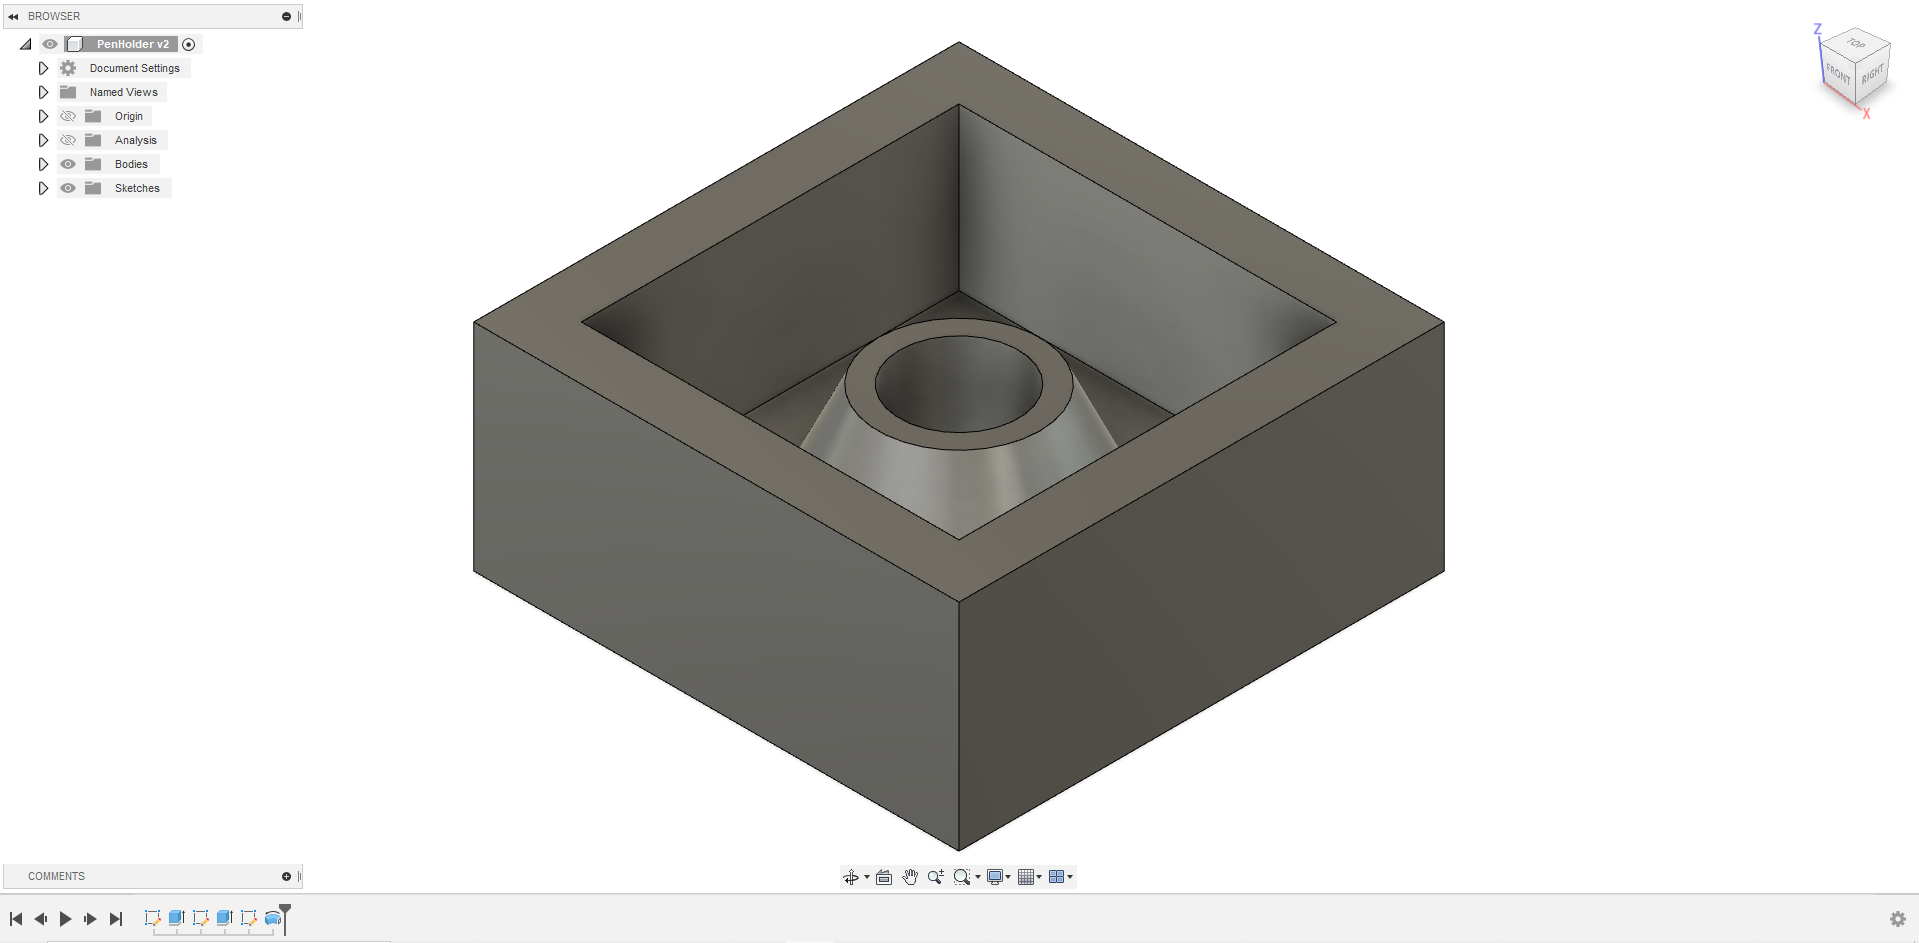 BROWSER
PenHolder v2
Document Settings
Named Views
Origin
Analysis
Bodies
Sketches
Z
TOP
FRONT
RIGHT
X
COMMENTS